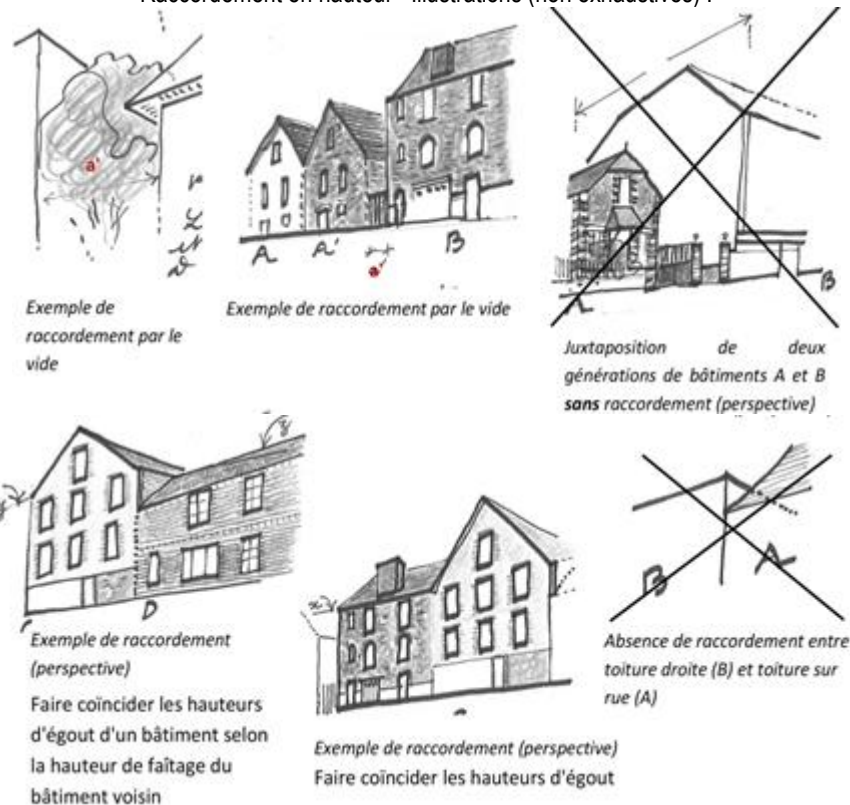 Raccordement en hauteur - Illustrations (non exhaustives) :
a'
A A' B
a'
B
Exemple de
raccordement par le
vide
Exemple de raccordement par le vide
Juxtaposition de deux
générations de bâtiments A et B
sans raccordement (perspective)
y
D
Exemple de raccordement
(perspective)
Faire coïncider les hauteurs
d'égout d'un bâtiment selon
la hauteur de faîtage du
bâtiment voisin
x
Exemple de raccordement (perspective)
Faire coïncider les hauteurs d'égout
B A
Absence de raccordement entre
toiture droite (B) et toiture sur
rue (A)